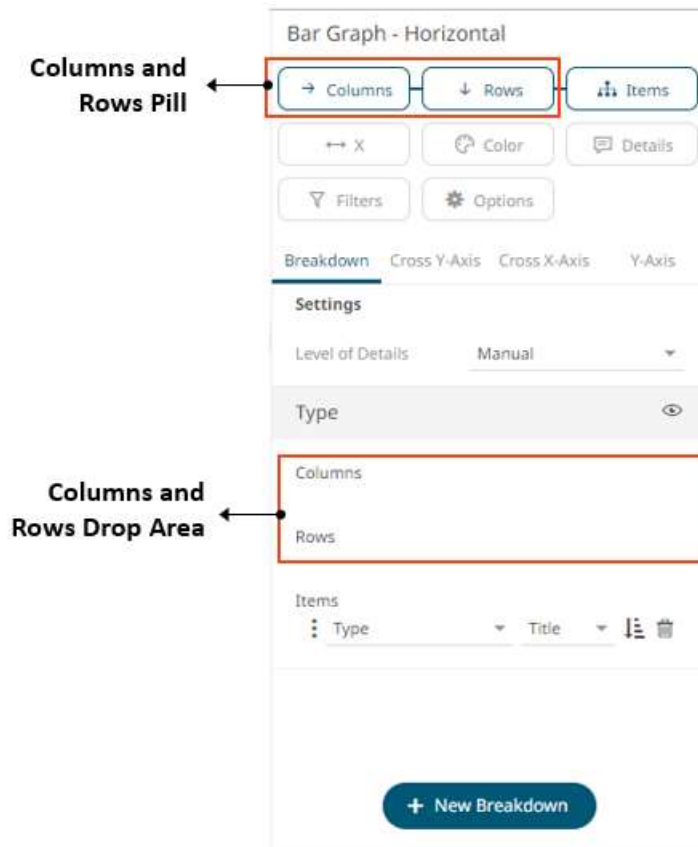 Bar Graph - Horizontal
Columns and
Rows Pill
Columns
Rows
Items
X
Color
Details
Filters
Options
Breakdown
Cross Y-Axis
Cross X-Axis
Y-Axis
Settings
Level of Details
Manual
Type
Columns and
Rows Drop Area
Columns
Rows
Items
Type
Title
+ New Breakdown